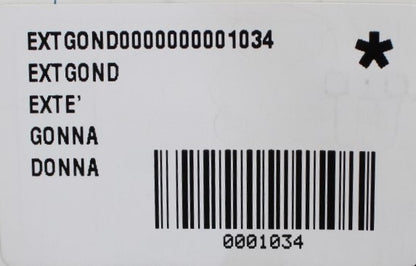 EXTGOND0000000001034
*
EXTGOND
EXTE'
GONNA
DONNA
0001034